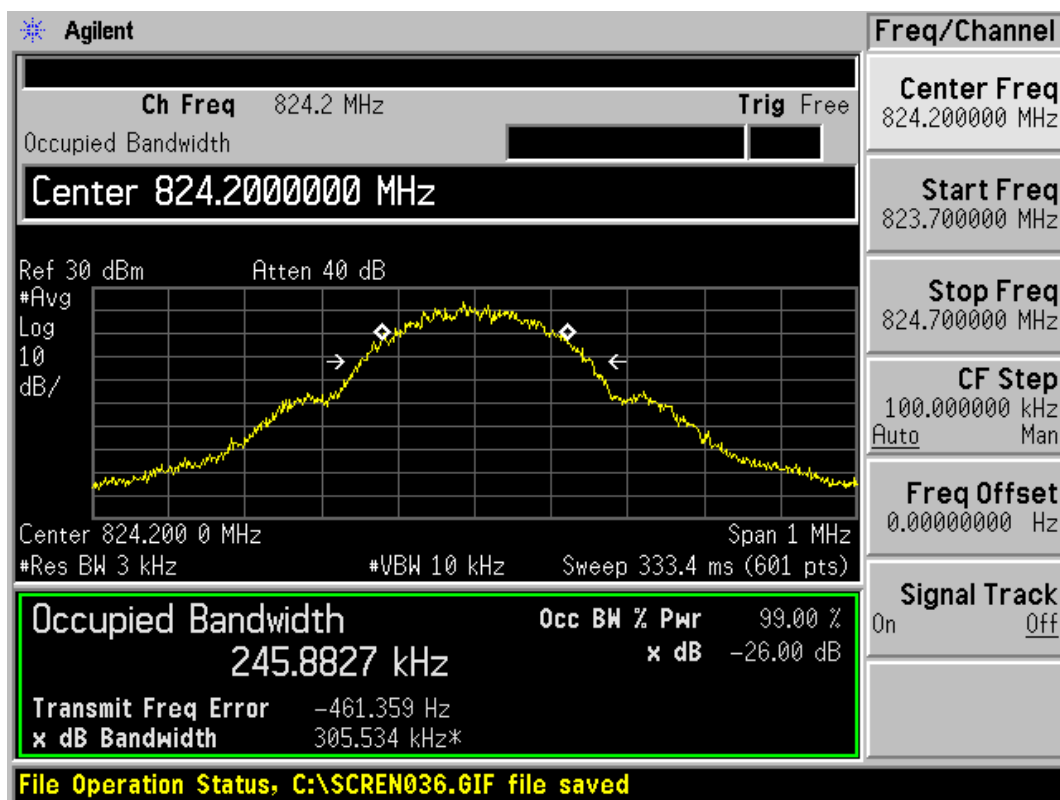 Agilent
Freq/Channel
Ch Freq 824.2 MHz Trig Free
Occupied Bandwidth
Center 824.2000000 MHz
Ref 30 dBm Atten 40 dB
#Avg
Log
10
dB/
Center 824.200 0 MHz Span 1 MHz
#Res BW 3 kHz #VBW 10 kHz Sweep 333.4 ms (601 pts)
Occupied Bandwidth Occ BW % Pwr 99.00 %
245.8827 kHz x dB -26.00 dB
Transmit Freq Error -461.359 Hz
x dB Bandwidth 305.534 kHz*
Center Freq
824.200000 MHz
Start Freq
823.700000 MHz
Stop Freq
824.700000 MHz
CF Step
100.000000 kHz
Auto Man
Freq Offset
0.00000000 Hz
Signal Track
On Off
File Operation Status, C:\SCREN036.GIF file saved